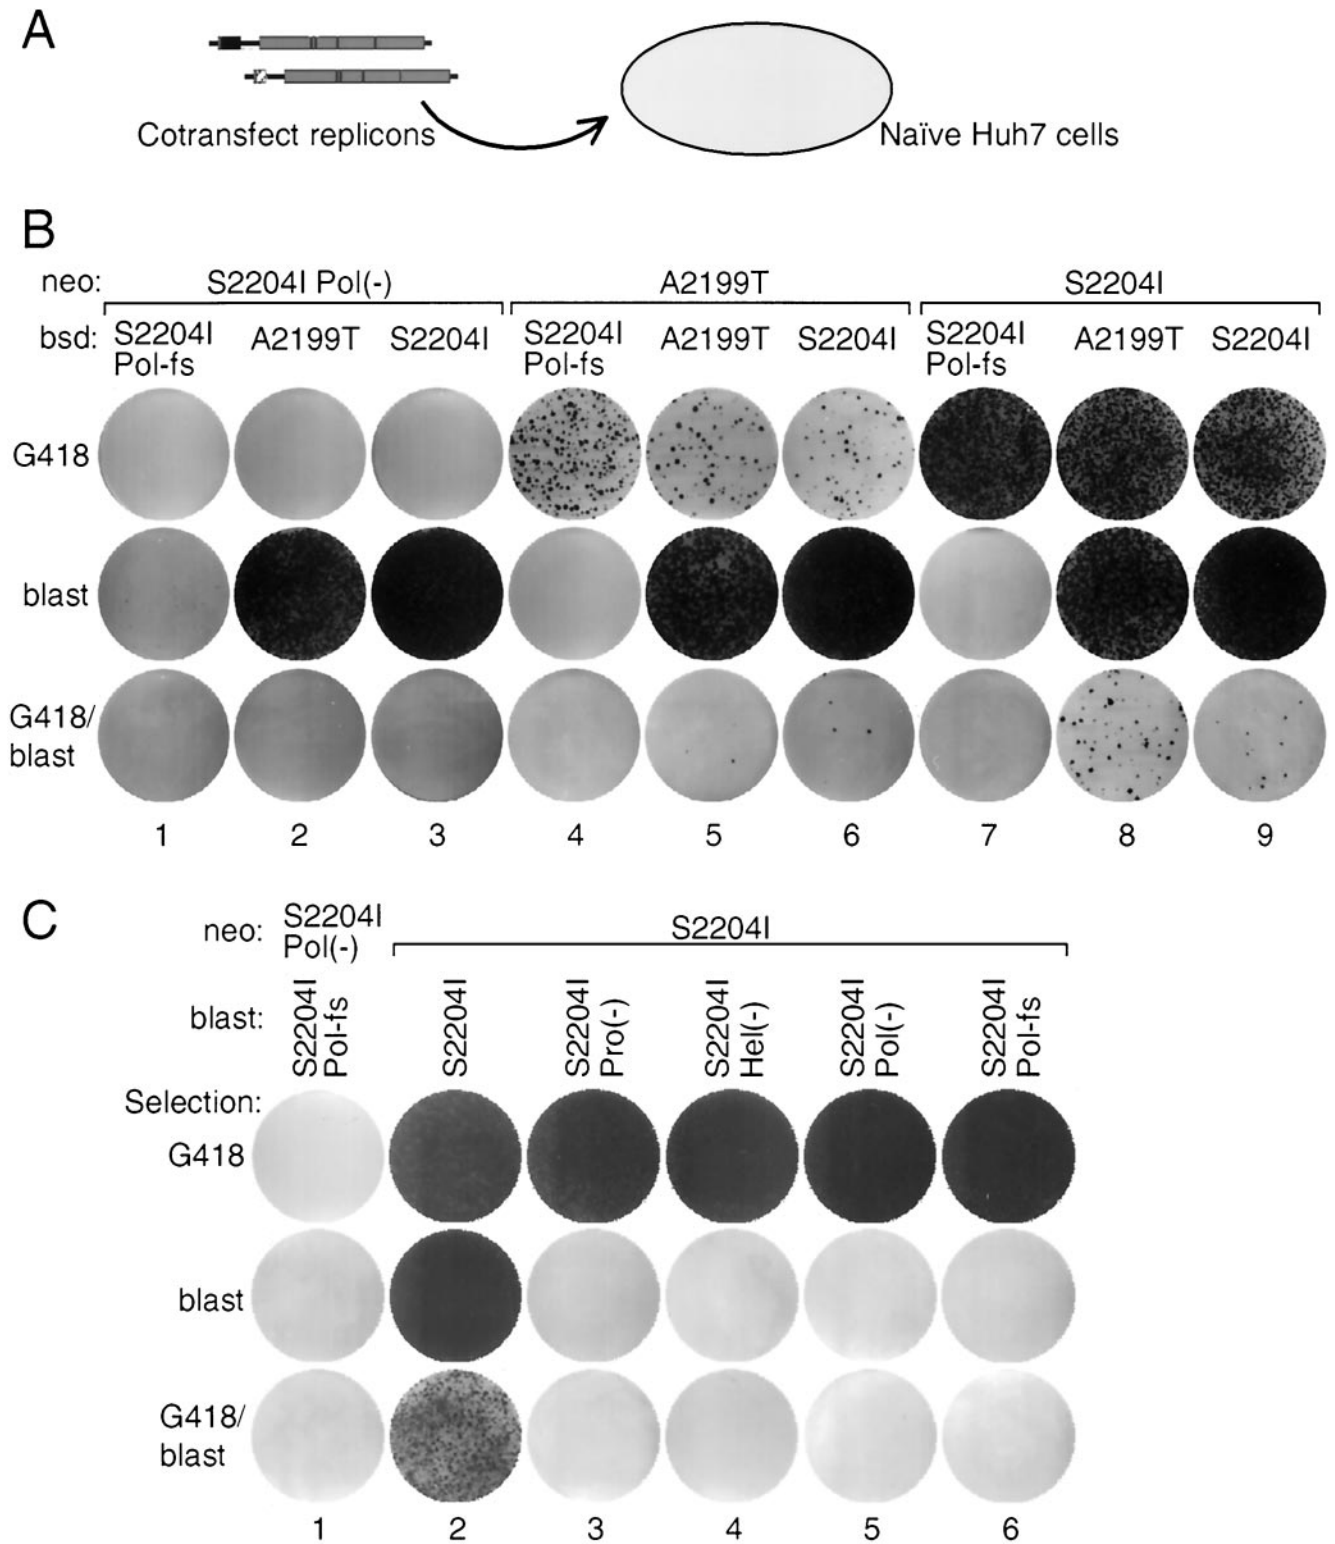 A
Cotransfect replicons
Naïve Huh7 cells
B
neo: S2204I Pol(-) A2199T S2204I
bsd: S2204I Pol-fs A2199T S2204I S2204I Pol-fs A2199T S2204I S2204I Pol-fs A2199T S2204I
G418
blast
G418/
blast
1 2 3 4 5 6 7 8 9
C
neo: S2204I Pol(-) S2204I
blast: S2204I Pol-fs S2204I S2204I Pro(-) S2204I Hel(-) S2204I Pol(-) S2204I Pol-fs
Selection:
G418
blast
G418/
blast
1 2 3 4 5 6